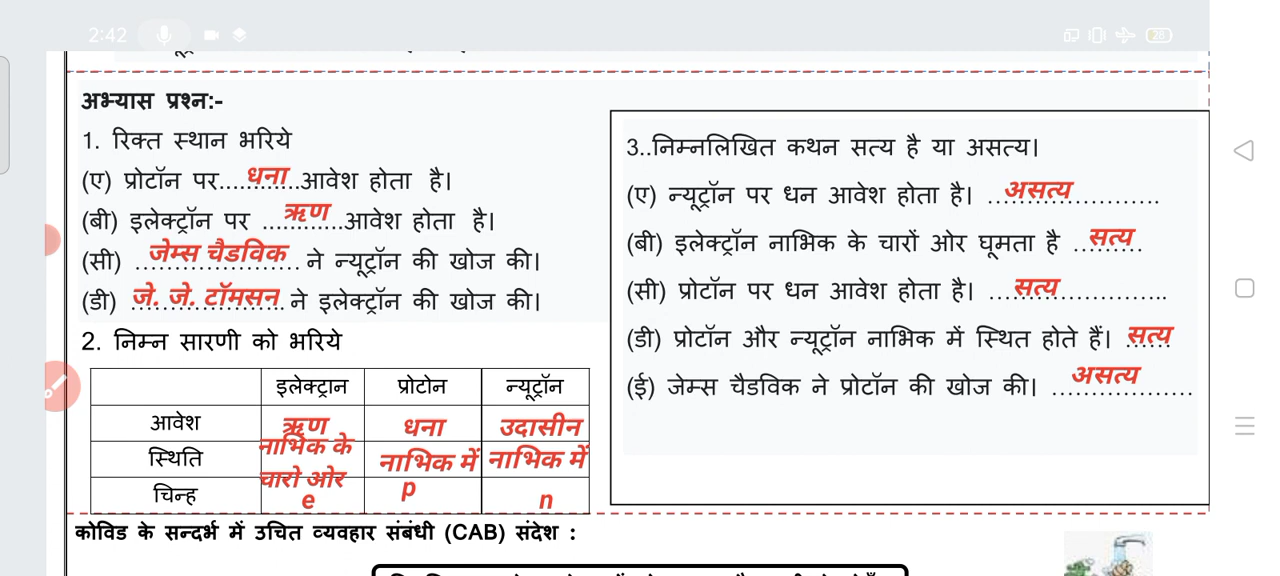 2:42
28
अभ्यास प्रश्न:-
1. रिक्त स्थान भरिये
(ए) प्रोटॉन पर....धना....आवेश होता है।
(बी) इलेक्ट्रॉन पर ....ऋण....आवेश होता है।
(सी) ....जेम्स चैडविक.... ने न्यूट्रॉन की खोज की।
(डी) ....जे. जे. टॉमसन.... ने इलेक्ट्रॉन की खोज की।
2. निम्न सारणी को भरिये
इलेक्ट्रान प्रोटोन न्यूट्रॉन
आवेश ऋण धना उदासीन
स्थिति नाभिक के चारो ओर नाभिक में नाभिक में
चिन्ह e p n
3..निम्नलिखित कथन सत्य है या असत्य।
(ए) न्यूट्रॉन पर धन आवेश होता है। ....असत्य....
(बी) इलेक्ट्रॉन नाभिक के चारों ओर घूमता है ....सत्य....
(सी) प्रोटॉन पर धन आवेश होता है। ....सत्य....
(डी) प्रोटॉन और न्यूट्रॉन नाभिक में स्थित होते हैं। ....सत्य....
(ई) जेम्स चैडविक ने प्रोटॉन की खोज की। ....असत्य....
कोविड के सन्दर्भ में उचित व्यवहार संबंधी (CAB) संदेश :